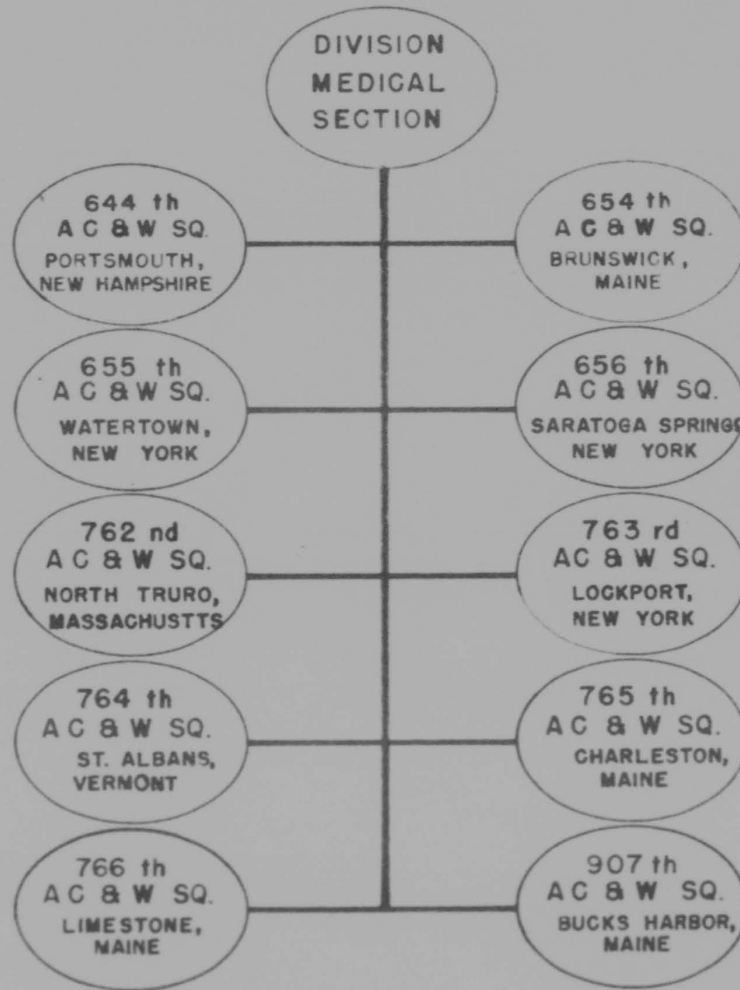 DIVISION
MEDICAL
SECTION
644 th
A C & W SQ.
PORTSMOUTH,
NEW HAMPSHIRE
654 th
A C & W SQ.
BRUNSWICK,
MAINE
655 th
A C & W SQ.
WATERTOWN,
NEW YORK
656 th
A C & W SQ.
SARATOGA SPRINGS
NEW YORK
762 nd
A C & W SQ.
NORTH TRURO,
MASSACHUSTTS
763 rd
AC & W SQ.
LOCKPORT,
NEW YORK
764 th
A C & W SQ.
ST. ALBANS,
VERMONT
765 th
A C & W SQ.
CHARLESTON,
MAINE
766 th
A C & W SQ.
LIMESTONE,
MAINE
907 th
A C & W SQ.
BUCKS HARBOR,
MAINE